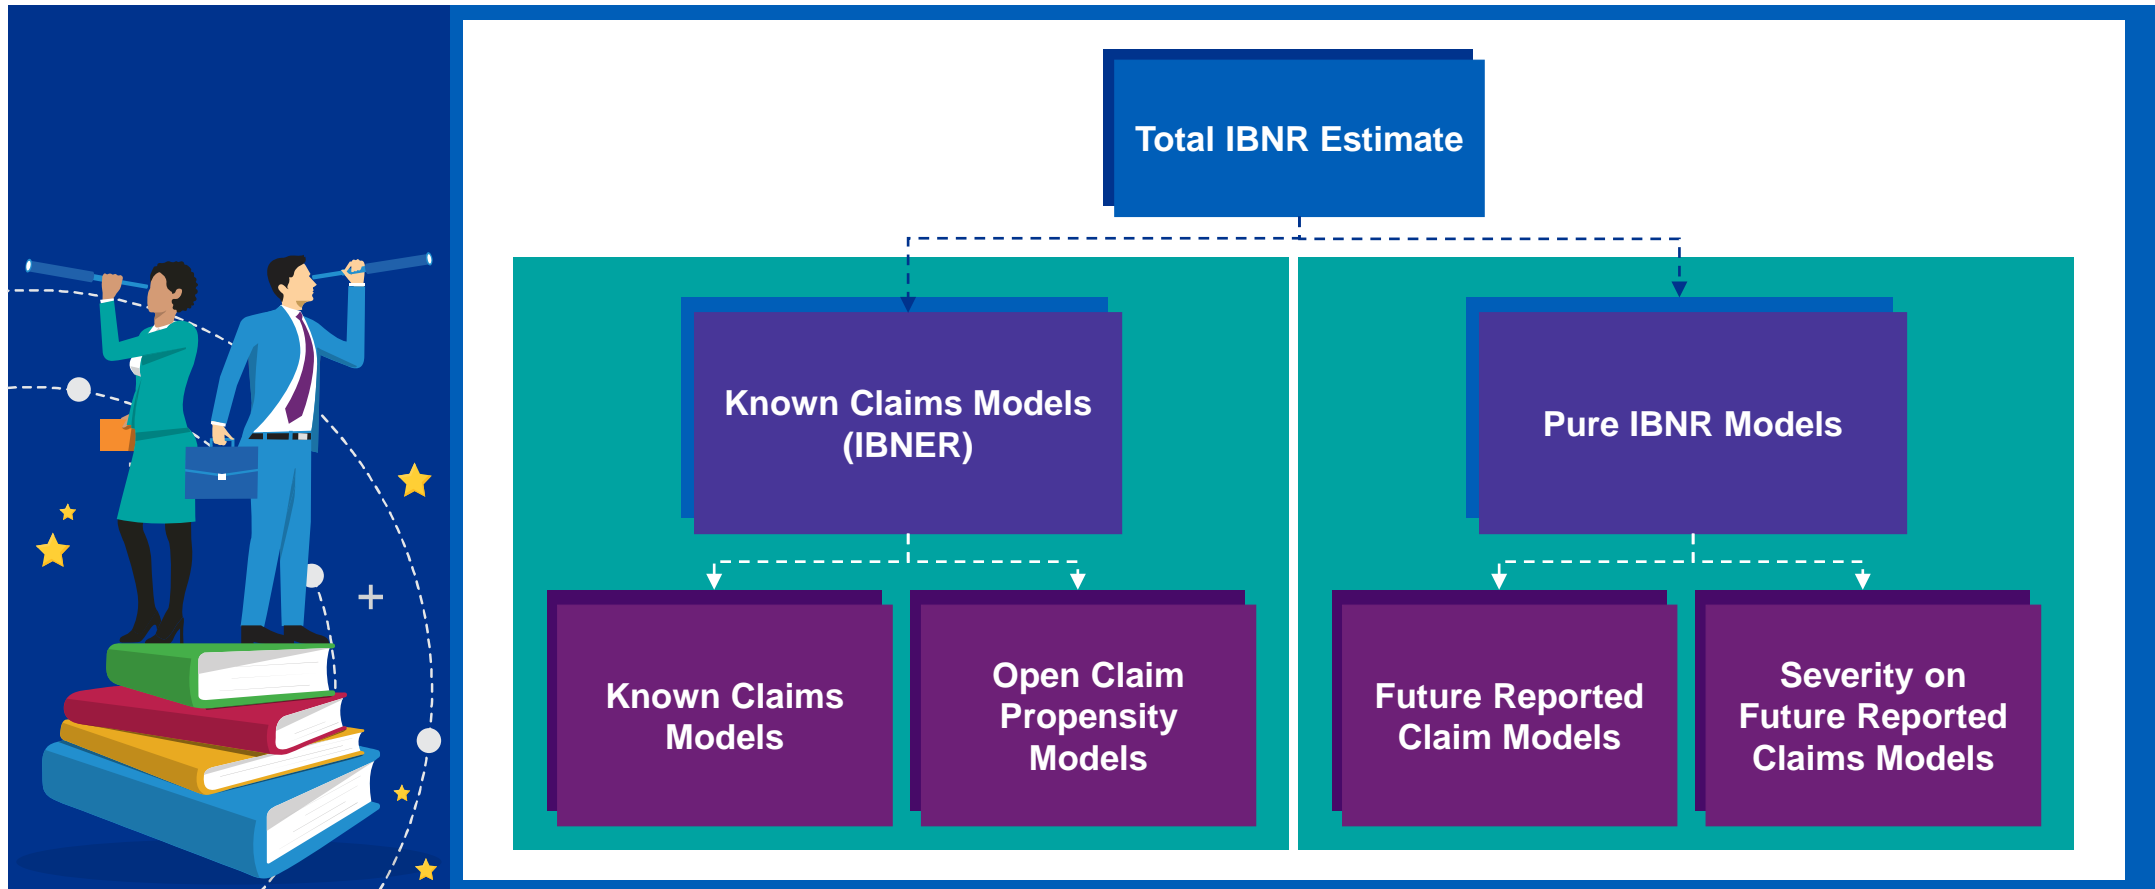 Total IBNR Estimate
Known Claims Models
(IBNER)
Pure IBNR Models
Known Claims
Models
Open Claim
Propensity
Models
Future Reported
Claim Models
Severity on
Future Reported
Claims Models